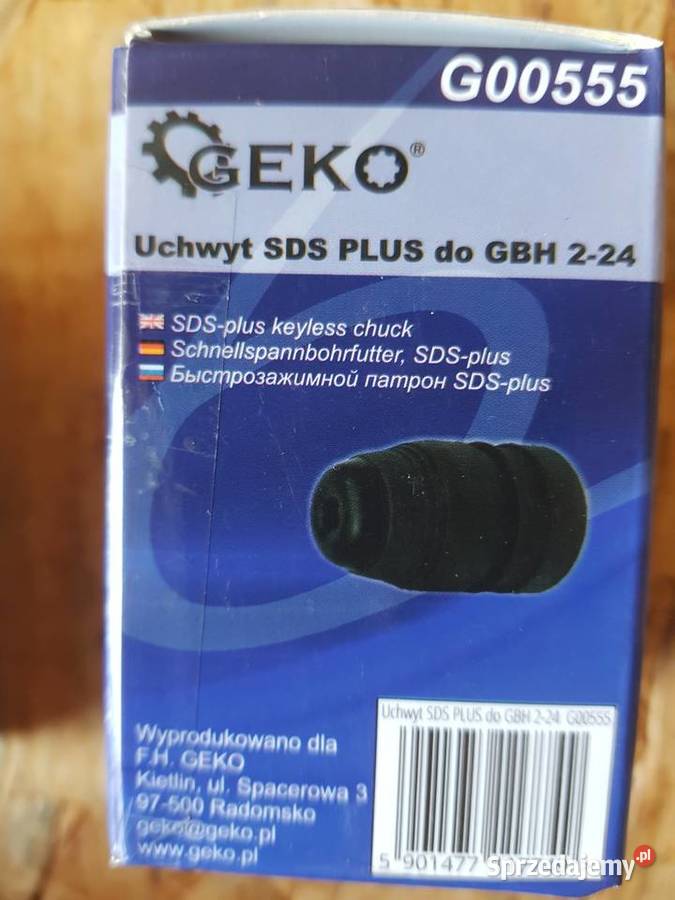 G00555
GEKO®
Uchwyt SDS PLUS do GBH 2-24
SDS-plus keyless chuck
Schnellspannbohrfutter, SDS-plus
Быстрозажимной патрон SDS-plus
Uchwyt SDS PLUS do GBH 2-24 G00555
Wyprodukowano dla
F.H. GEKO
Kietlin, ul. Spacerowa 3
97-500 Radomsko
geko@geko.pl
www.geko.pl
5 901477
Sprzedajemy.pl